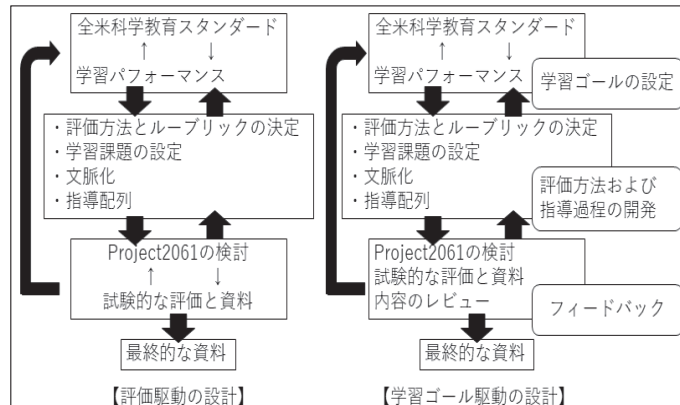 全米科学教育スタンダード
↑ ↓
学習パフォーマンス
・評価方法とルーブリックの決定
・学習課題の設定
・文脈化
・指導配列
Project2061の検討
↑ ↓
試験的な評価と資料
最終的な資料
【評価駆動の設計】
全米科学教育スタンダード
↑ ↓
学習パフォーマンス
学習ゴールの設定
・評価方法とルーブリックの決定
・学習課題の設定
・文脈化
・指導配列
評価方法および
指導過程の開発
Project2061の検討
試験的な評価と資料
内容のレビュー
フィードバック
最終的な資料
【学習ゴール駆動の設計】